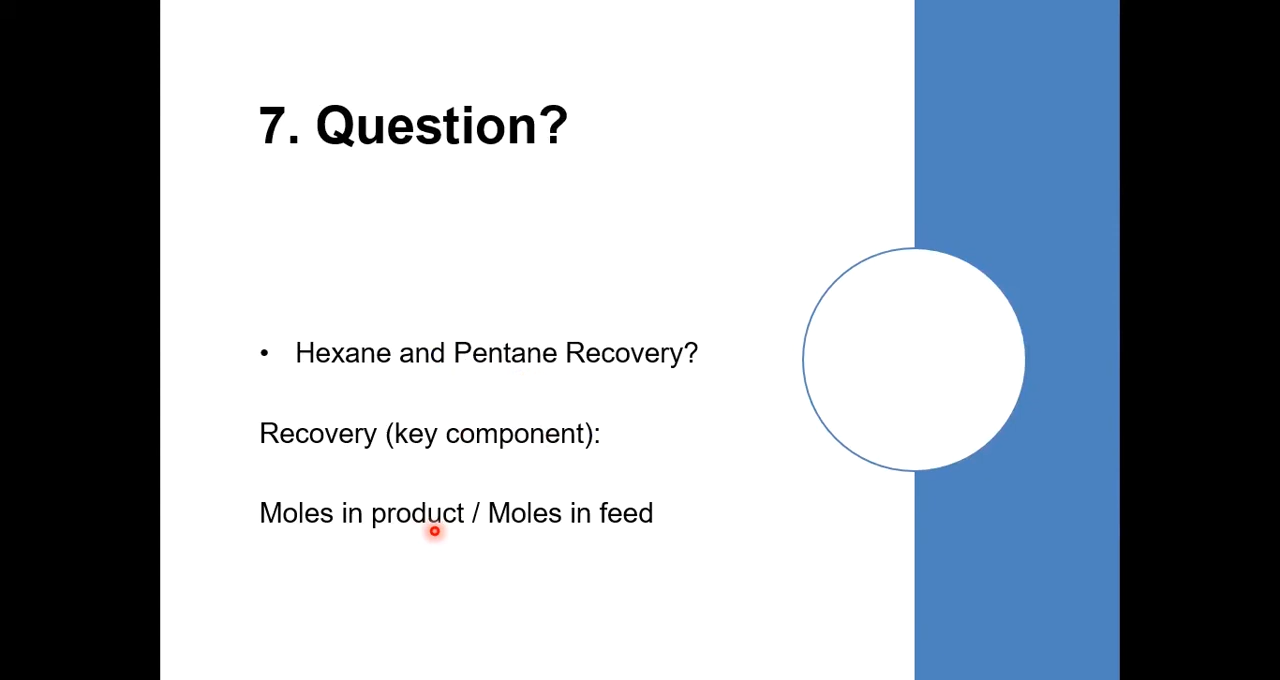 7. Question?
• Hexane and Pentane Recovery?
Recovery (key component):
Moles in product / Moles in feed